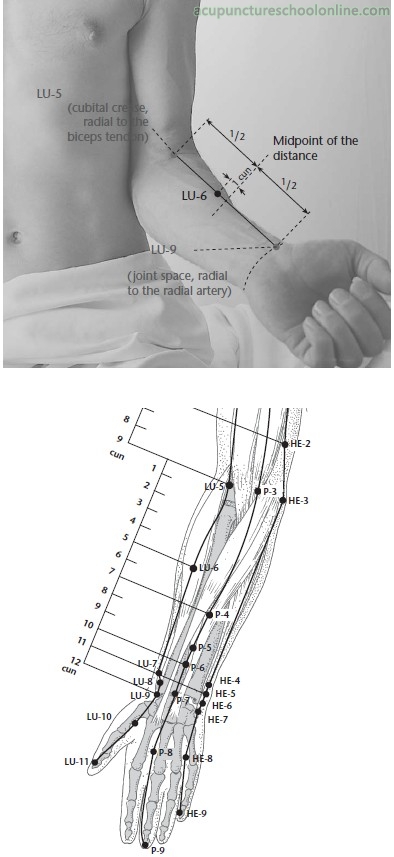 acupunctureschoolonline.com
LU-5
(cubital crease,
radial to the
biceps tendon)
1/2
Midpoint of the
distance
1 cun
1/2
LU-6
LU-9
(joint space, radial
to the radial artery)
8
9
cun
HE-2
1
2
3
4
5
6
7
8
9
10
11
12
cun
LU-5
P-3
HE-3
LU-6
P-4
P-5
LU-7
P-6
LU-8
HE-4
LU-9
P-7
HE-5
HE-6
HE-7
LU-10
LU-11
P-8
HE-8
HE-9
P-9